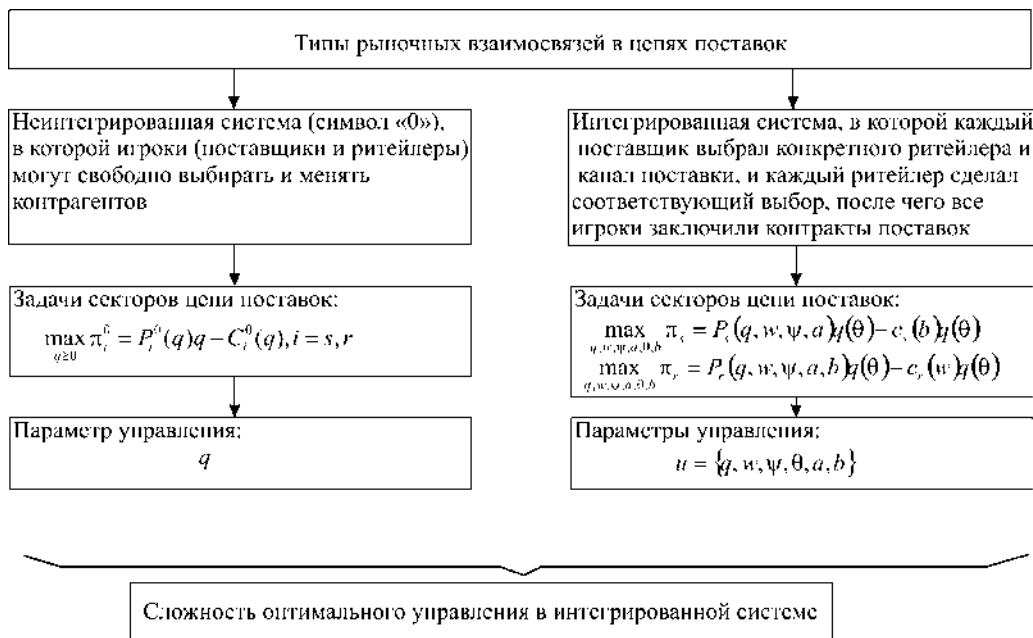 Типы рыночных взаимосвязей в цепях поставок
Неинтегрированная система (символ «0»),
в которой игроки (поставщики и ритейлеры)
могут свободно выбирать и менять
контрагентов
Интегрированная система, в которой каждый
поставщик выбрал конкретного ритейлера и
канал поставки, и каждый ритейлер сделал
соответствующий выбор, после чего все
игроки заключили контракты поставок
Задачи секторов цепи поставок:
max π_i^0 = P_i^0(q)q − C_i^0(q), i = s, r
q≥0
Задачи секторов цепи поставок:
max π_s = P_s(q, w, ψ, a)q(θ) − c_s(b)q(θ)
q,w,ψ,a,θ,b
max π_r = P_r(q, w, ψ, a, b)q(θ) − c_r(w)q(θ)
q,w,ψ,a,θ,b
Параметр управления:
q
Параметры управления:
u = {q, w, ψ, θ, a, b}
Сложность оптимального управления в интегрированной системе